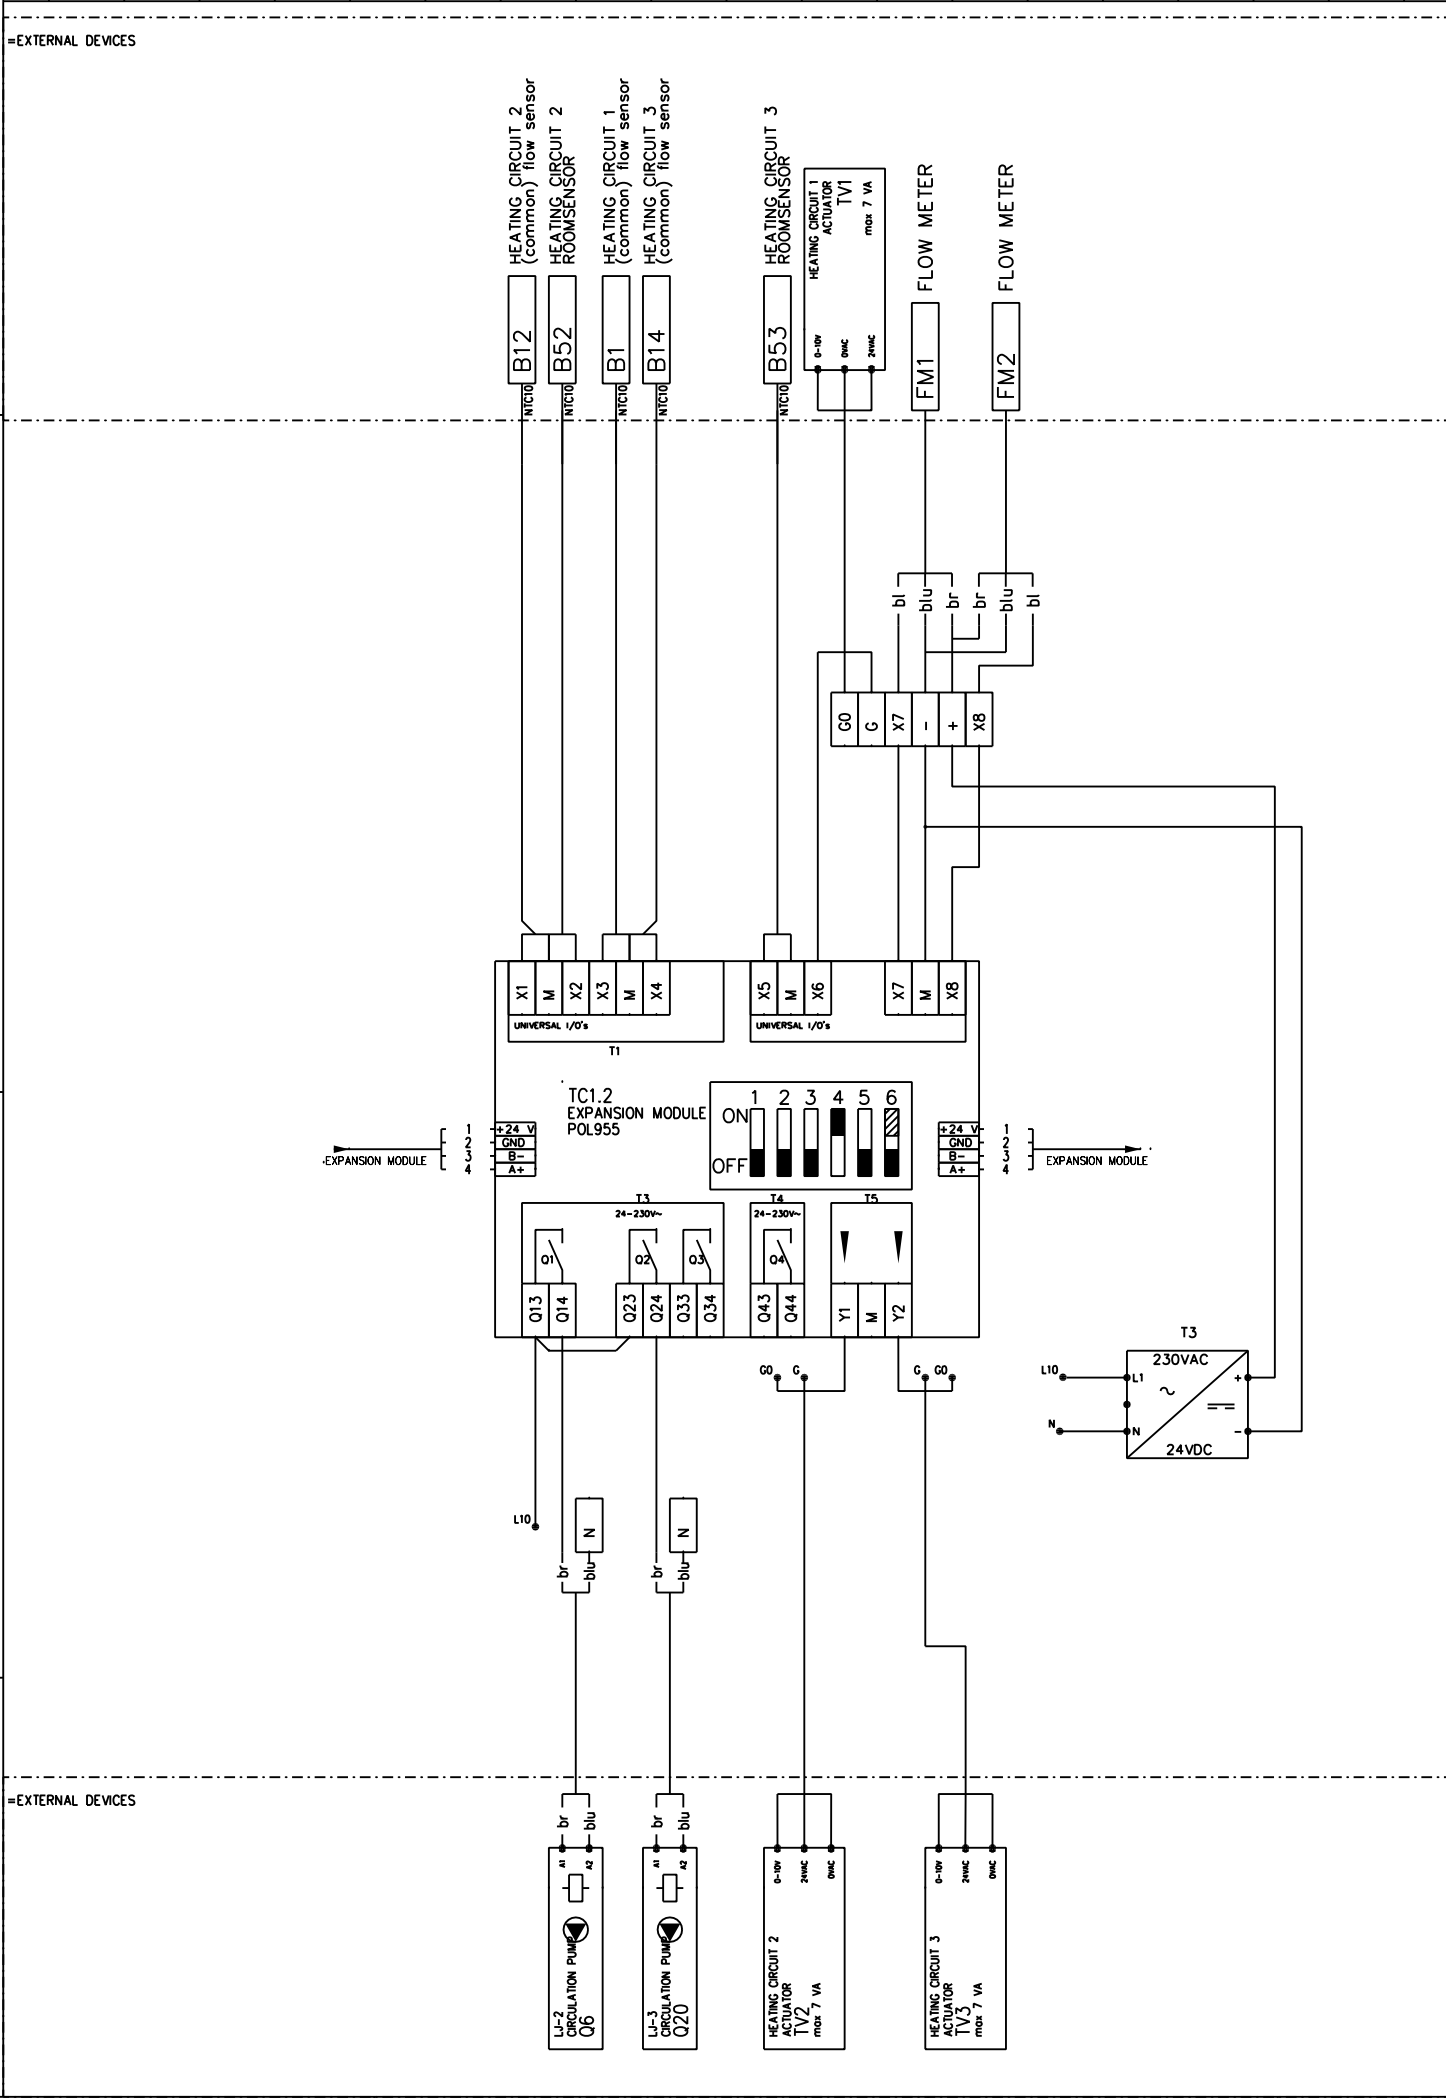 =EXTERNAL DEVICES
HEATING CIRCUIT 2
(common) flow sensor
HEATING CIRCUIT 2
ROOMSENSOR
HEATING CIRCUIT 1
(common) flow sensor
HEATING CIRCUIT 3
(common) flow sensor
HEATING CIRCUIT 3
ROOMSENSOR
HEATING CIRCUIT 1
ACTUATOR
TV1
max 7 VA
0-10V
0VAC
24VAC
FLOW METER
FLOW METER
B12
B52
B1
B14
B53
FM1
FM2
NTC10
NTC10
NTC10
NTC10
NTC10
bl
blu
br
br
blu
bl
G0
G
X7
-
+
X8
X1
M
X2
X3
M
X4
X5
M
X6
X7
M
X8
UNIVERSAL I/O's
UNIVERSAL I/O's
T1
TC1.2
EXPANSION MODULE
POL955
1 2 3 4 5 6
ON
OFF
1
2
3
4
+24 V
GND
B-
A+
EXPANSION MODULE
+24 V
GND
B-
A+
1
2
3
4
EXPANSION MODULE
T3
24-230V~
T4
24-230V~
T5
Q1
Q2
Q3
Q4
Q13
Q14
Q23
Q24
Q33
Q34
Q43
Q44
Y1
M
Y2
G0
G
G
G0
T3
230VAC
L10
L1
+
N
N
-
24VDC
L10
N
N
br
blu
br
blu
=EXTERNAL DEVICES
br
blu
br
blu
A1
A2
A1
A2
0-10V
24VAC
0VAC
0-10V
24VAC
0VAC
LJ-2
CIRCULATION PUMP
Q6
LJ-3
CIRCULATION PUMP
Q20
HEATING CIRCUIT 2
ACTUATOR
TV2
max 7 VA
HEATING CIRCUIT 3
ACTUATOR
TV3
max 7 VA